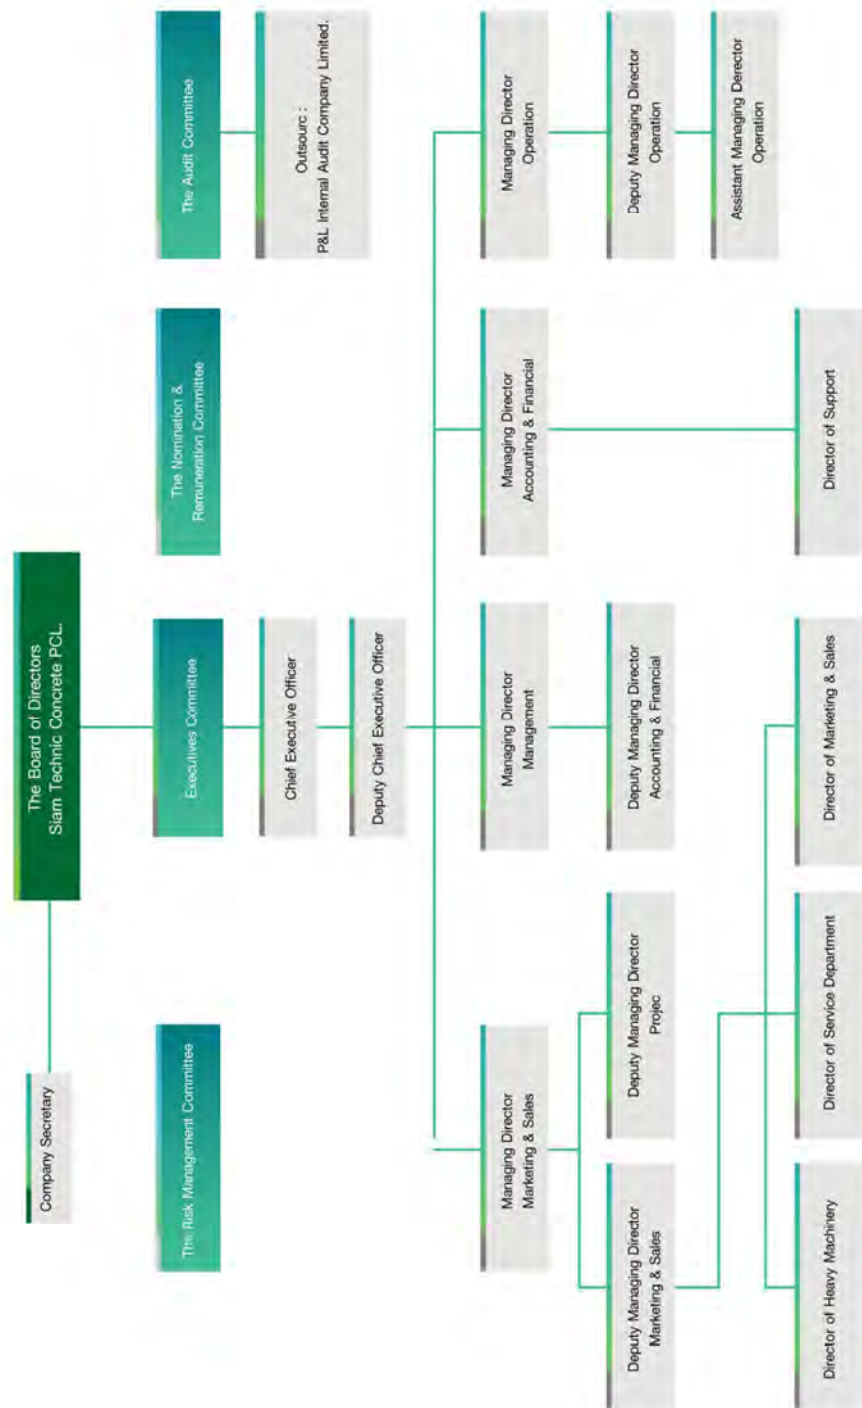 The Board of Directors
Siam Technic Concrete PCL.
Company Secretary
The Risk Management Committee
Executives Committee
The Nomination &
Remuneration Committee
The Audit Committee
Chief Executive Officer
Outsourc :
P&L Internal Audit Company Limited.
Deputy Chief Executive Officer
Managing Director
Marketing & Sales
Managing Director
Management
Managing Director
Accounting & Financial
Managing Director
Operation
Deputy Managing Director
Marketing & Sales
Deputy Managing Director
Projec
Deputy Managing Director
Accounting & Financial
Deputy Managing Director
Operation
Assistant Managing Derector
Operation
Director of Heavy Machinery
Director of Service Department
Director of Marketing & Sales
Director of Support